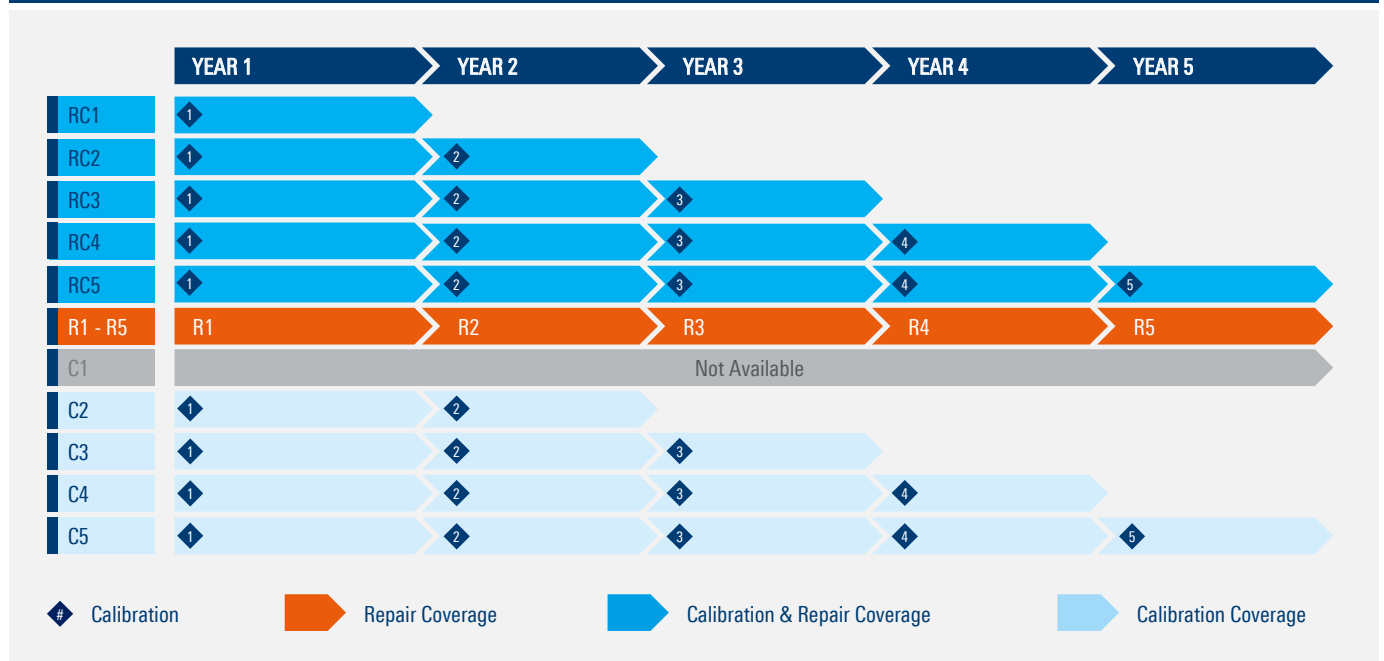 YEAR 1 YEAR 2 YEAR 3 YEAR 4 YEAR 5
RC1 1
RC2 1 2
RC3 1 2 3
RC4 1 2 3 4
RC5 1 2 3 4 5
R1 - R5 R1 R2 R3 R4 R5
C1 Not Available
C2 1 2
C3 1 2 3
C4 1 2 3 4
C5 1 2 3 4 5
# Calibration Repair Coverage Calibration & Repair Coverage Calibration Coverage